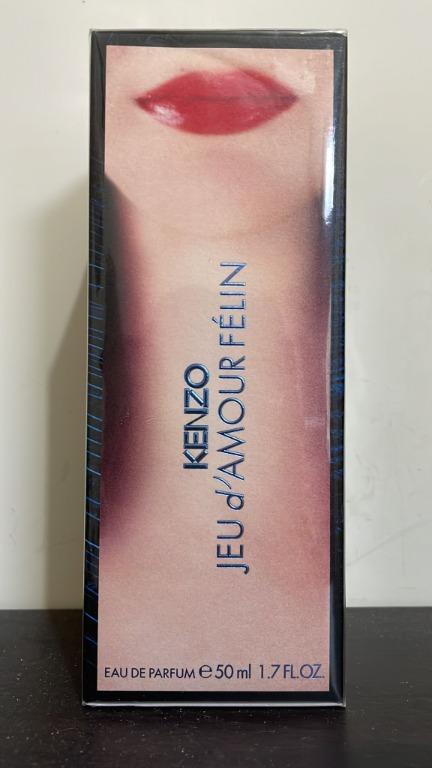 KENZO
JEU d'AMOUR FÉLIN
EAU DE PARFUM ℮ 50 ml 1.7 FL.OZ.